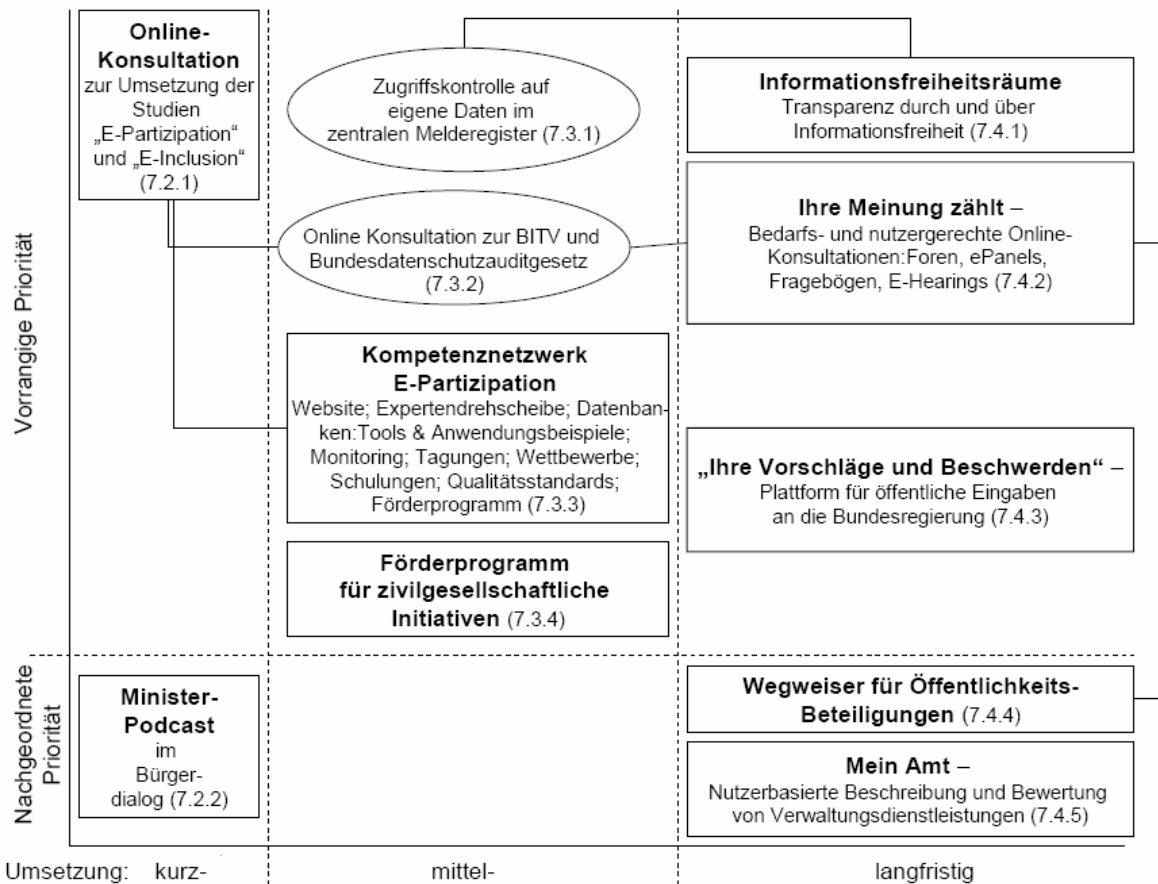 Online-
Konsultation
zur Umsetzung der
Studien
„E-Partizipation“
und „E-Inclusion“
(7.2.1)
Zugriffskontrolle auf
eigene Daten im
zentralen Melderegister (7.3.1)
Informationsfreiheitsräume
Transparenz durch und über
Informationsfreiheit (7.4.1)
Vorrangige Priorität
Online Konsultation zur BITV und
Bundesdatenschutzauditgesetz
(7.3.2)
Ihre Meinung zählt –
Bedarfs- und nutzergerechte Online-
Konsultationen:Foren, ePanels,
Fragebögen, E-Hearings (7.4.2)
Kompetenznetzwerk
E-Partizipation
Website; Expertendrehscheibe; Datenban-
ken:Tools & Anwendungsbeispiele;
Monitoring; Tagungen; Wettbewerbe;
Schulungen; Qualitätsstandards;
Förderprogramm (7.3.3)
„Ihre Vorschläge und Beschwerden“ –
Plattform für öffentliche Eingaben
an die Bundesregierung (7.4.3)
Förderprogramm
für zivilgesellschaftliche
Initiativen (7.3.4)
Nachgeordnete
Priorität
Minister-
Podcast
im
Bürger-
dialog (7.2.2)
Wegweiser für Öffentlichkeits-
Beteiligungen (7.4.4)
Mein Amt –
Nutzerbasierte Beschreibung und Bewertung
von Verwaltungsdienstleistungen (7.4.5)
Umsetzung: kurz- mittel- langfristig